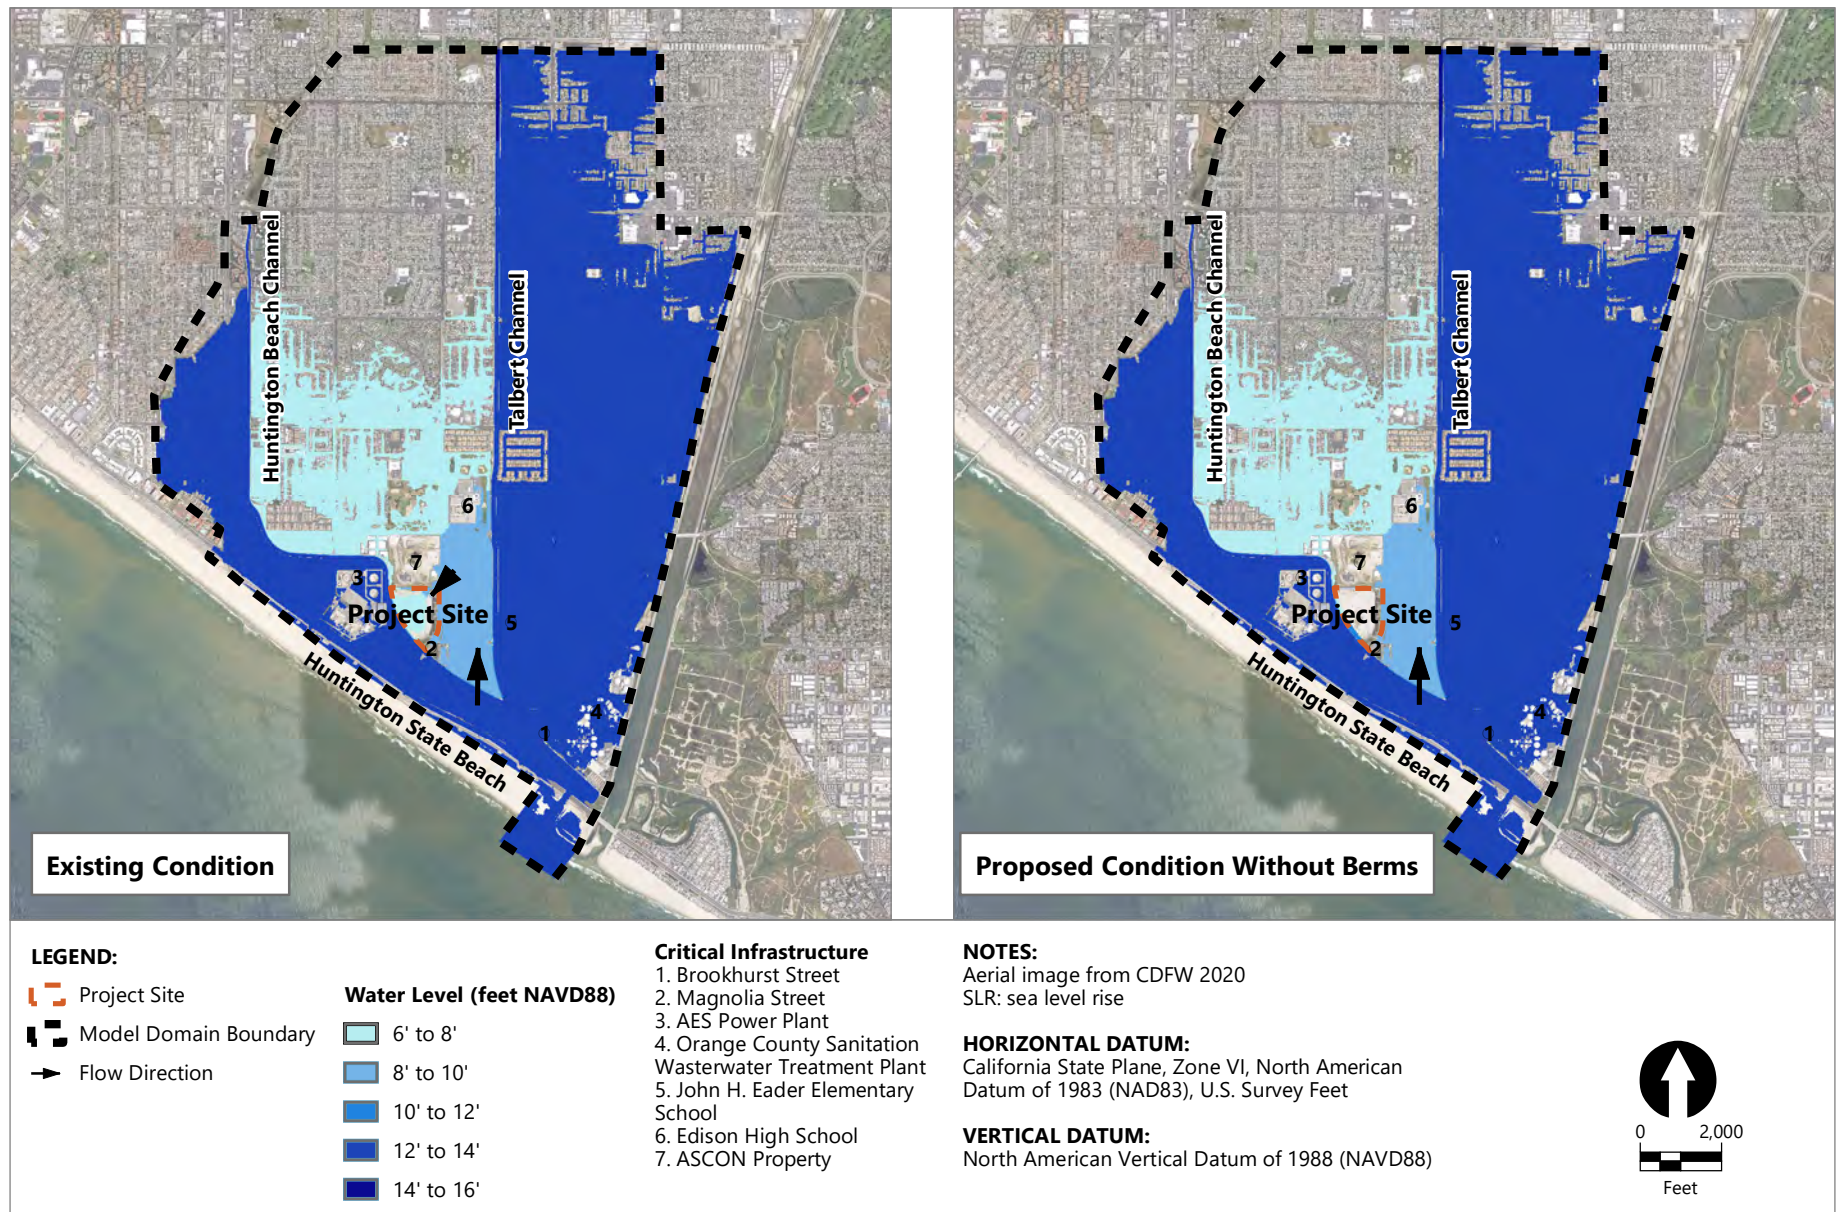 Huntington Beach Channel
Talbert Channel
6
7
3
Project Site
5
2
Huntington State Beach
4
1
Existing Condition
Huntington Beach Channel
Talbert Channel
6
7
3
Project Site
5
2
Huntington State Beach
4
1
Proposed Condition Without Berms
LEGEND:
Project Site
Model Domain Boundary
Flow Direction
Water Level (feet NAVD88)
6' to 8'
8' to 10'
10' to 12'
12' to 14'
14' to 16'
Critical Infrastructure
1. Brookhurst Street
2. Magnolia Street
3. AES Power Plant
4. Orange County Sanitation
Wasterwater Treatment Plant
5. John H. Eader Elementary
School
6. Edison High School
7. ASCON Property
NOTES:
Aerial image from CDFW 2020
SLR: sea level rise
HORIZONTAL DATUM:
California State Plane, Zone VI, North American
Datum of 1983 (NAD83), U.S. Survey Feet
VERTICAL DATUM:
North American Vertical Datum of 1988 (NAVD88)
0 2,000
Feet